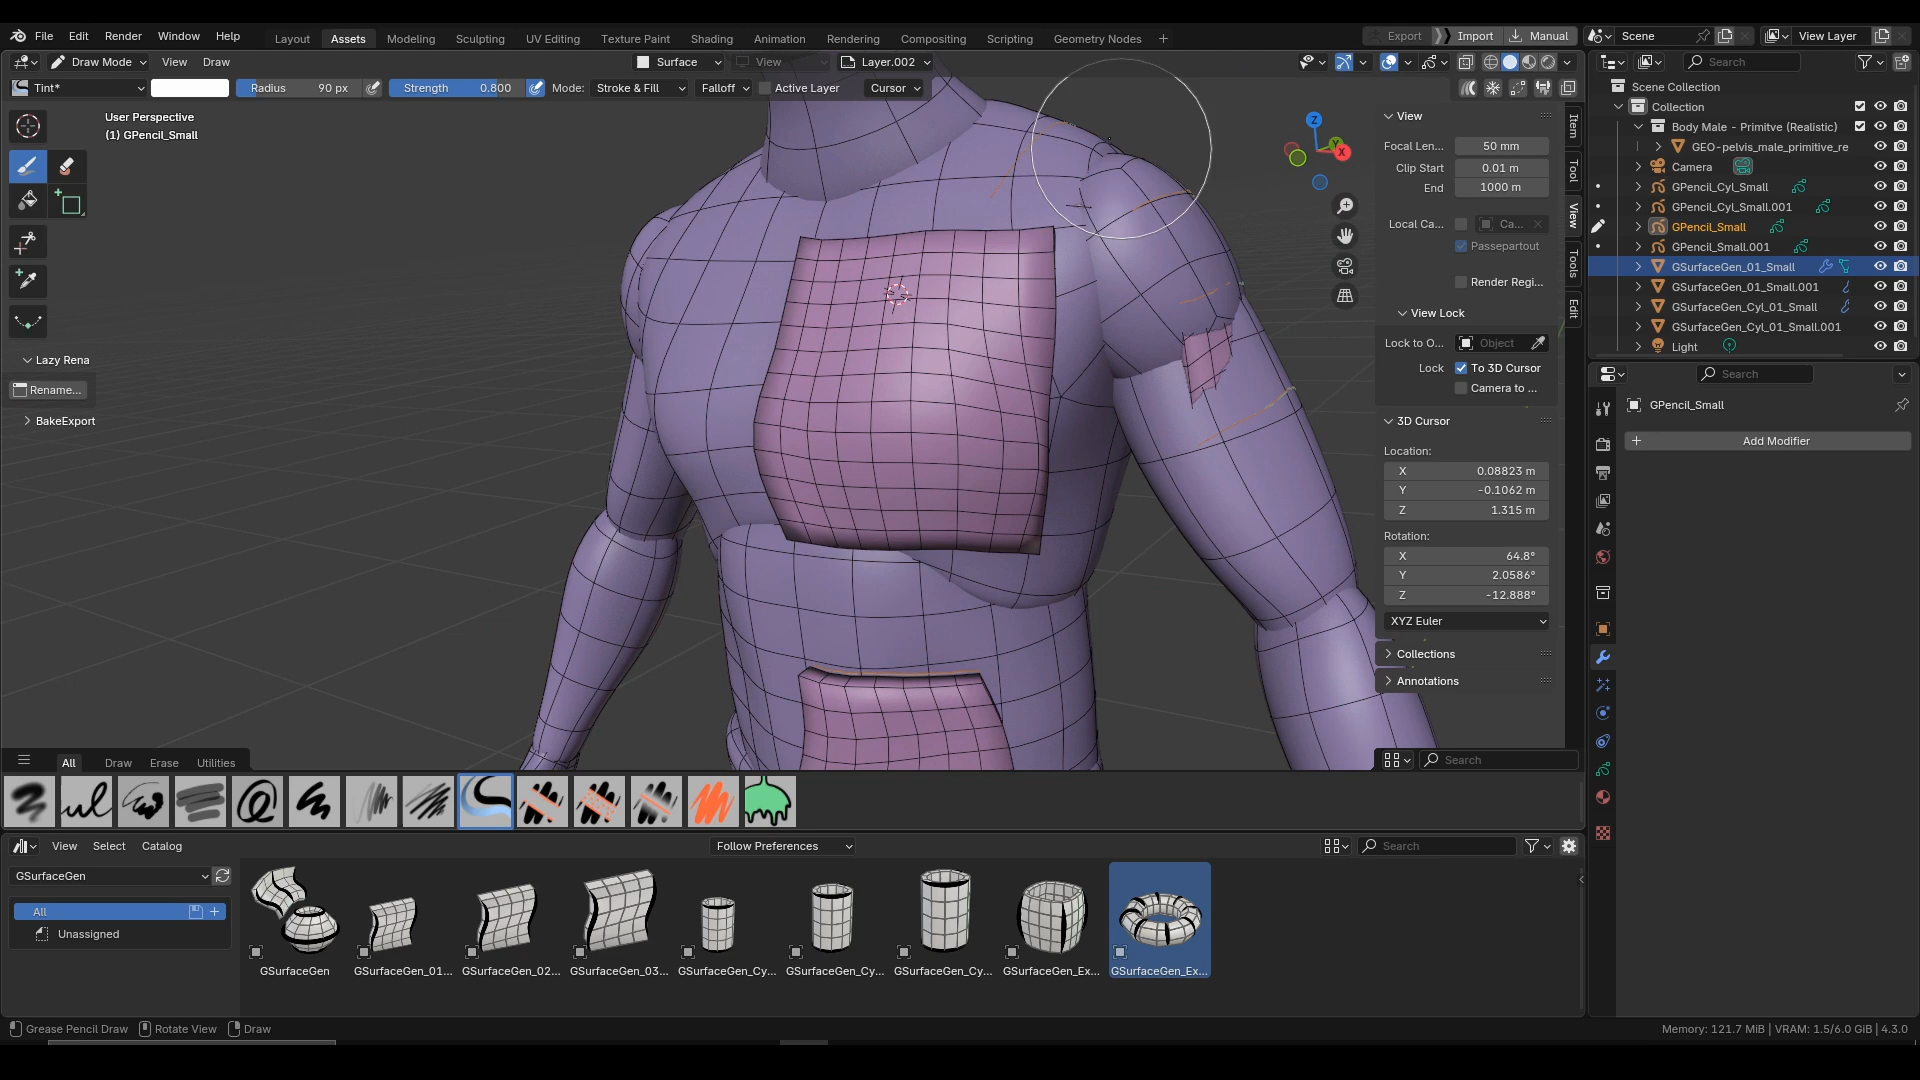 File Edit Render Window Help Layout Assets Modeling Sculpting UV Editing Texture Paint Shading Animation Rendering Compositing Scripting Geometry Nodes + Export Import Manual Scene View Layer
Draw Mode View Draw Surface View Layer.002 Search
Tint* Radius 90 px Strength 0.800 Mode: Stroke & Fill Falloff Active Layer Cursor
Scene Collection
Collection
Body Male - Primitve (Realistic)
GEO-pelvis_male_primitive_re
Camera
GPencil_Cyl_Small
GPencil_Cyl_Small.001
GPencil_Small
GPencil_Small.001
GSurfaceGen_01_Small
GSurfaceGen_01_Small.001
GSurfaceGen_Cyl_01_Small
GSurfaceGen_Cyl_01_Small.001
Light
User Perspective
(1) GPencil_Small
Z
Y
X
View
Focal Len... 50 mm
Clip Start 0.01 m
End 1000 m
Local Ca... Ca...
Passepartout
Render Regi...
View Lock
Lock to O... Object
Lock To 3D Cursor
Camera to ...
3D Cursor
Location:
X 0.08823 m
Y -0.1062 m
Z 1.315 m
Rotation:
X 64.8°
Y 2.0586°
Z -12.888°
XYZ Euler
Collections
Annotations
Item
Tool
View
Tools
Edit
Lazy Rena
Rename...
BakeExport
Search
GPencil_Small
Add Modifier
All Draw Erase Utilities Search
View Select Catalog Follow Preferences Search
GSurfaceGen
All
Unassigned
GSurfaceGen GSurfaceGen_01... GSurfaceGen_02... GSurfaceGen_03... GSurfaceGen_Cy... GSurfaceGen_Cy... GSurfaceGen_Cy... GSurfaceGen_Ex... GSurfaceGen_Ex...
Grease Pencil Draw Rotate View Draw Memory: 121.7 MiB | VRAM: 1.5/6.0 GiB | 4.3.0